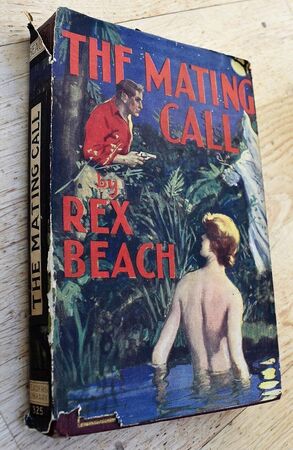 THE MATING
CALL
by
REX
BEACH
THE MATING CALL
325